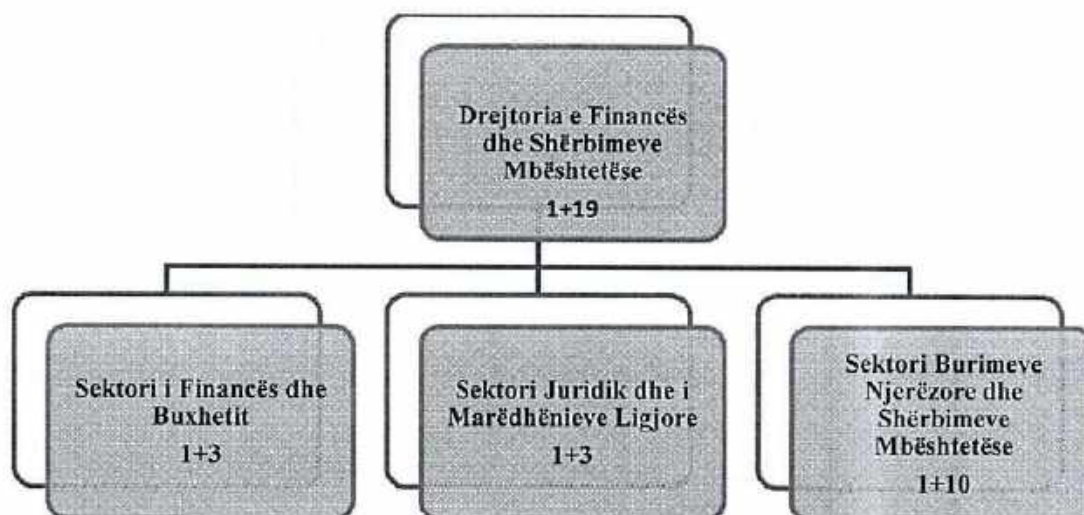 Drejtoria e Financës
dhe Shërbimeve
Mbështetëse
1+19
Sektori i Financës dhe
Buxhetit
1+3
Sektori Juridik dhe i
Marëdhënieve Ligjore
1+3
Sektori Burimeve
Njerëzore dhe
Shërbimeve
Mbështetëse
1+10